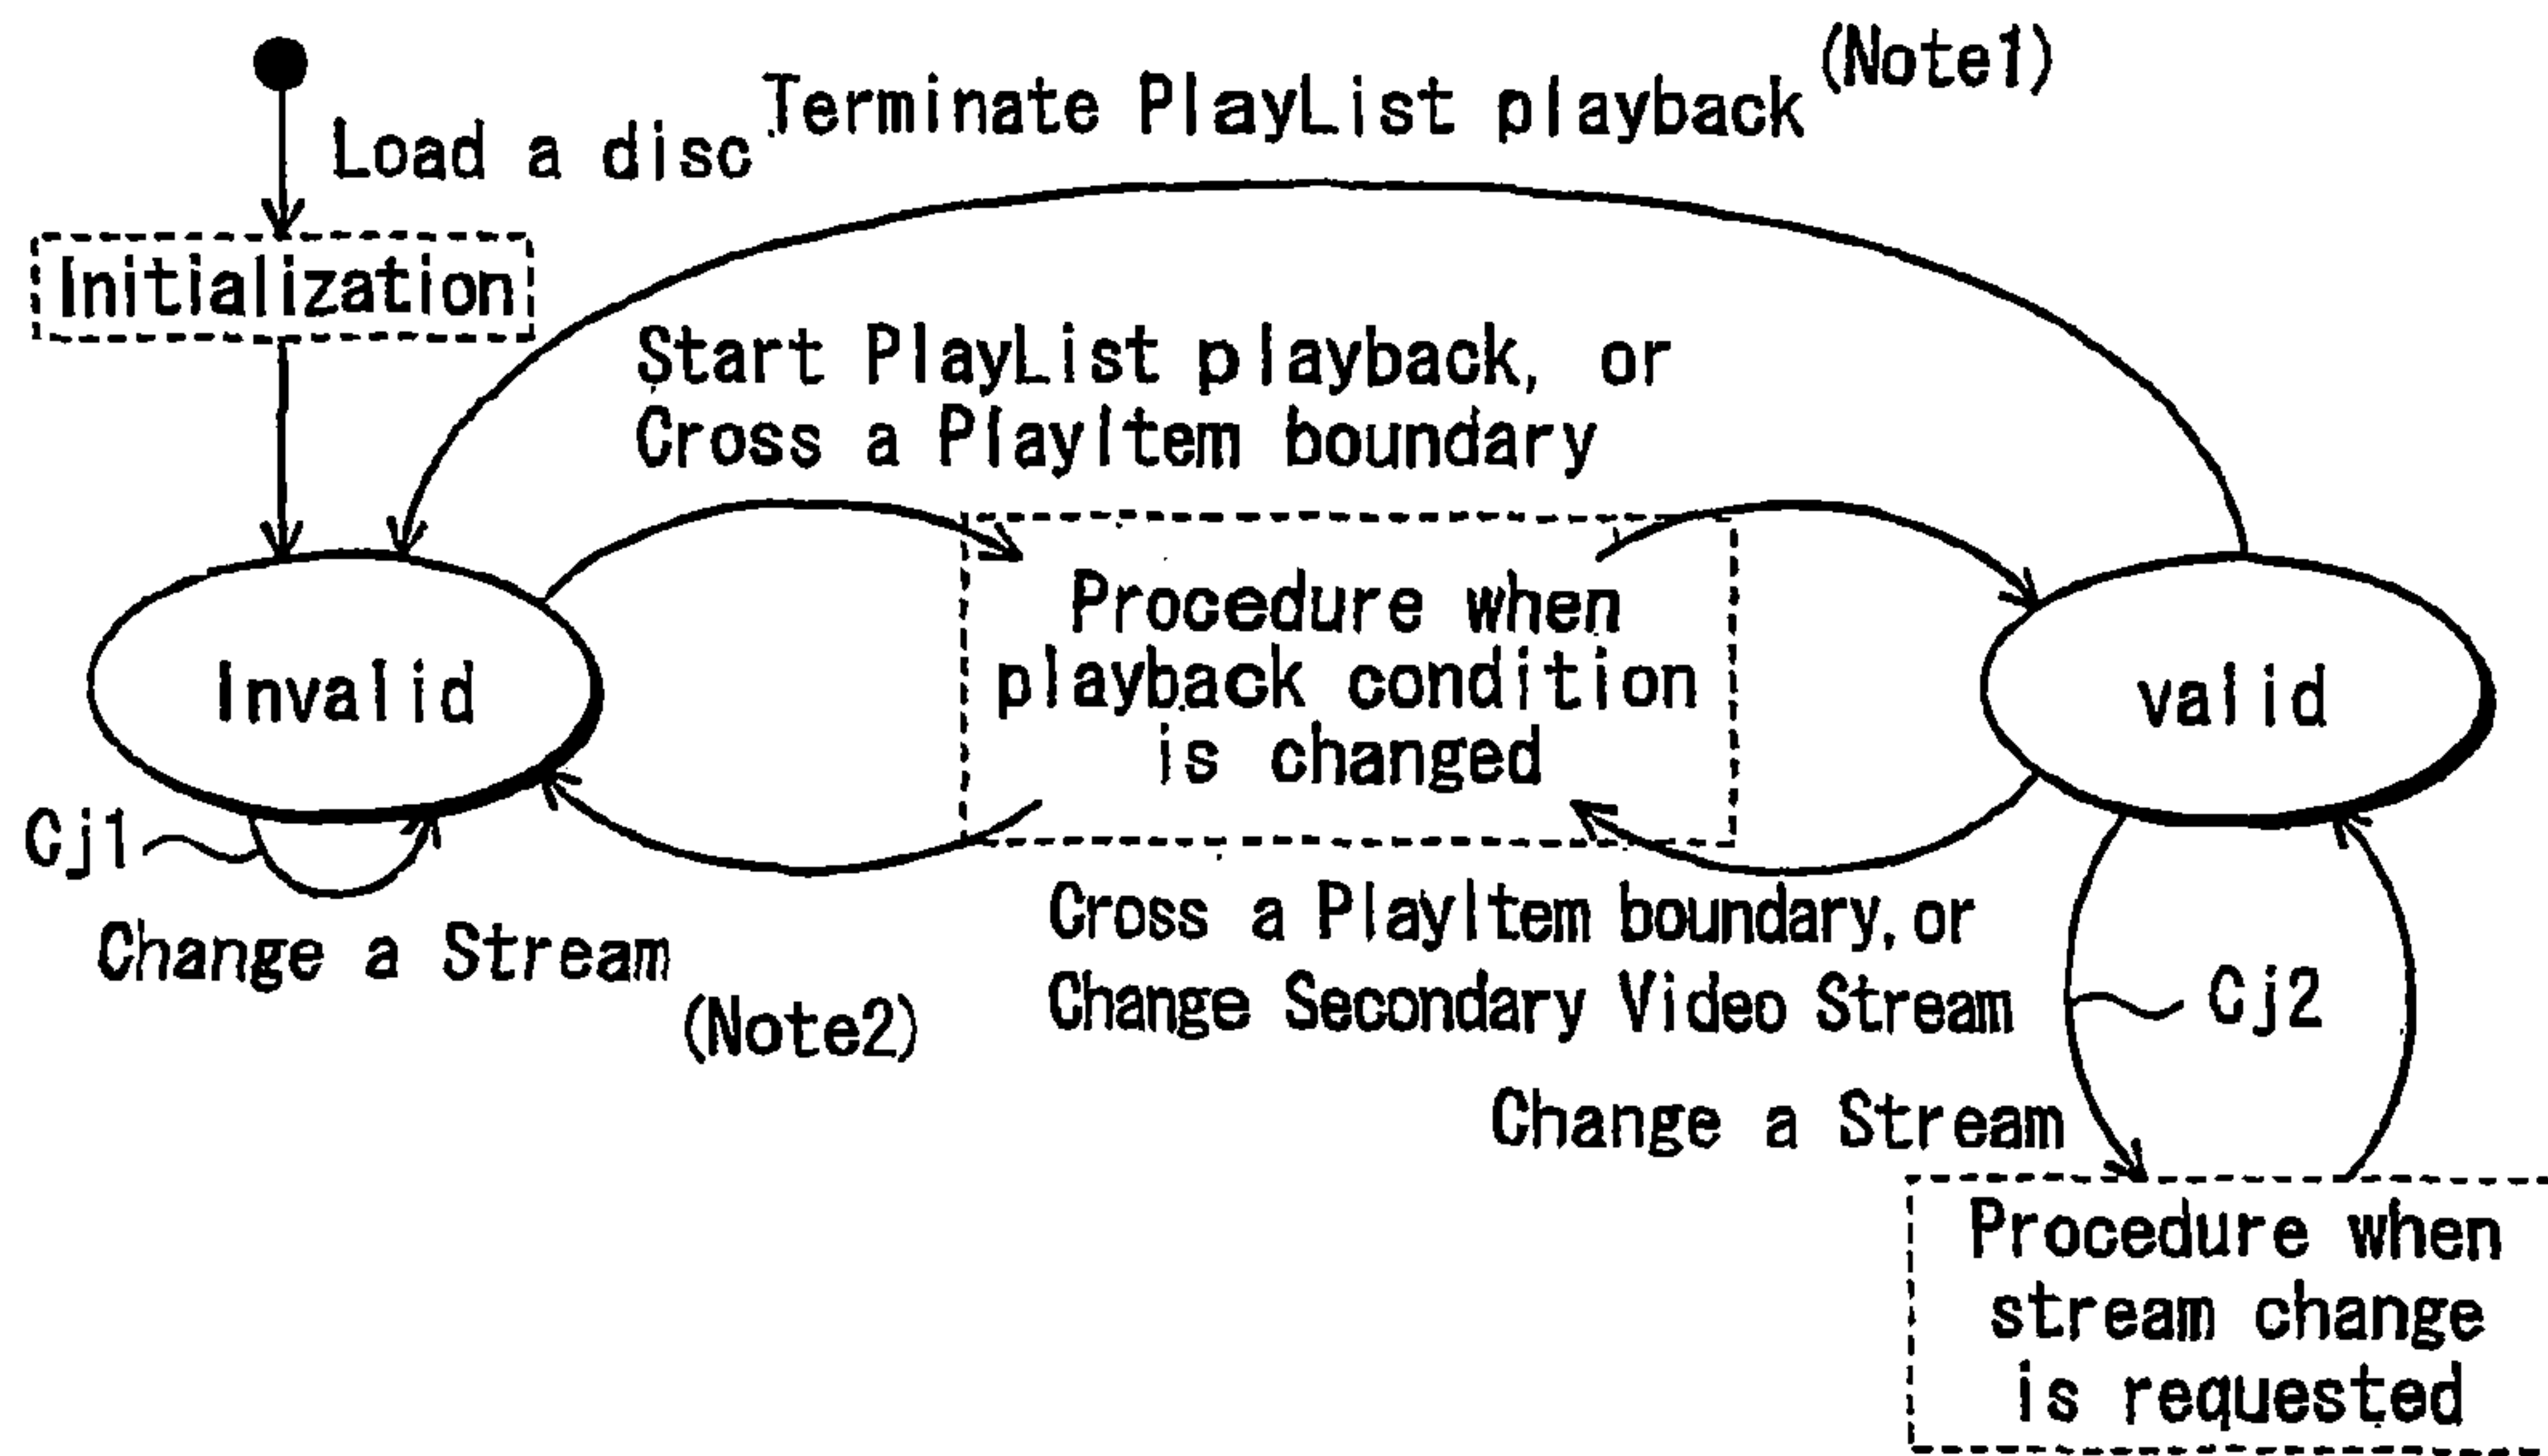 Load a disc
Terminate PlayList playback (Note1)
Initialization
Start PlayList playback, or
Cross a PlayItem boundary
Invalid
Procedure when
playback condition
is changed
valid
Cj1
Change a Stream
(Note2)
Cross a PlayItem boundary, or
Change Secondary Video Stream
Cj2
Change a Stream
Procedure when
stream change
is requested